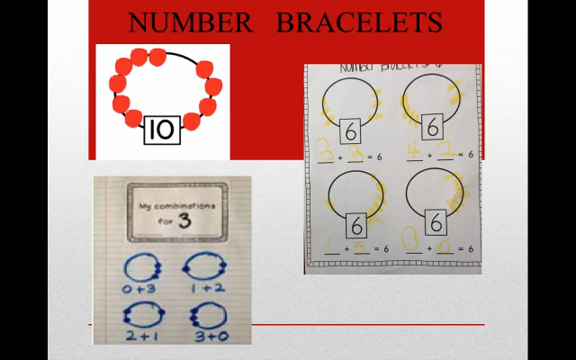 NUMBER BRACELETS
10
NUMBER BRACELETS
6
6
3 + 3 = 6
4 + 2 = 6
6
6
1 + 5 = 6
0 + 6 = 6
My combinations
for 3
0+3
1+2
2+1
3+0